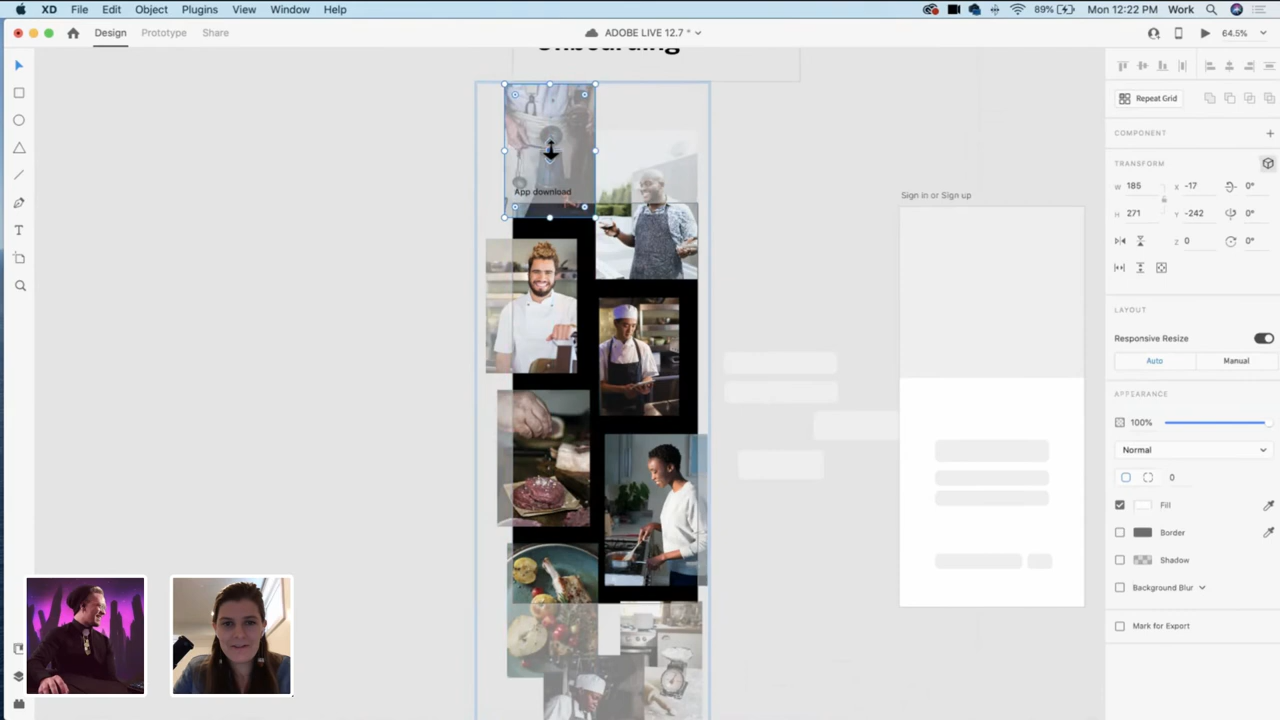 XD File Edit Object Plugins View Window Help 89% Mon 12:22 PM Work
Design Prototype Share ADOBE LIVE 12.7 * 64.5%
Onboarding
Repeat Grid
COMPONENT
TRANSFORM
W 185 X -17 0°
H 271 Y -242 0°
Z 0 0°
LAYOUT
Responsive Resize
Auto Manual
APPEARANCE
100%
Normal
0
Fill
Border
Shadow
Background Blur
Mark for Export
App download
Sign in or Sign up